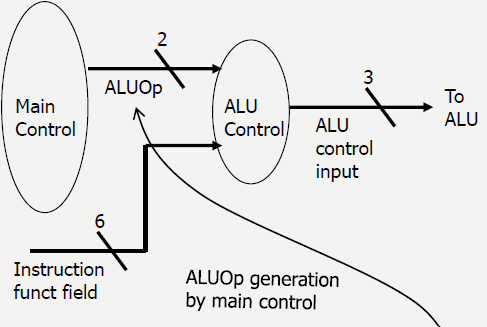 2
ALUOp
Main
Control
ALU
Control
3
To
ALU
ALU
control
input
6
Instruction
funct field
ALUOp generation
by main control